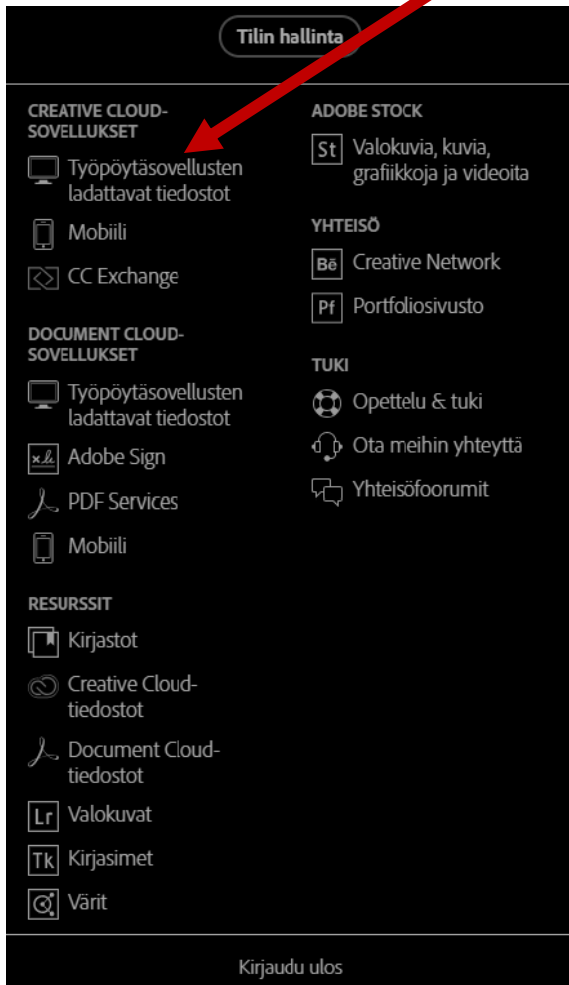 Tilin hallinta
CREATIVE CLOUD-
SOVELLUKSET
Työpöytäsovellusten
ladattavat tiedostot
Mobiili
CC Exchange
DOCUMENT CLOUD-
SOVELLUKSET
Työpöytäsovellusten
ladattavat tiedostot
Adobe Sign
PDF Services
Mobiili
RESURSSIT
Kirjastot
Creative Cloud-
tiedostot
Document Cloud-
tiedostot
Lr Valokuvat
Tk Kirjasimet
Värit
ADOBE STOCK
St Valokuvia, kuvia,
grafiikkoja ja videoita
YHTEISÖ
Bē Creative Network
Pf Portfoliosivusto
TUKI
Opettelu & tuki
Ota meihin yhteyttä
Yhteisöfoorumit
Kirjaudu ulos